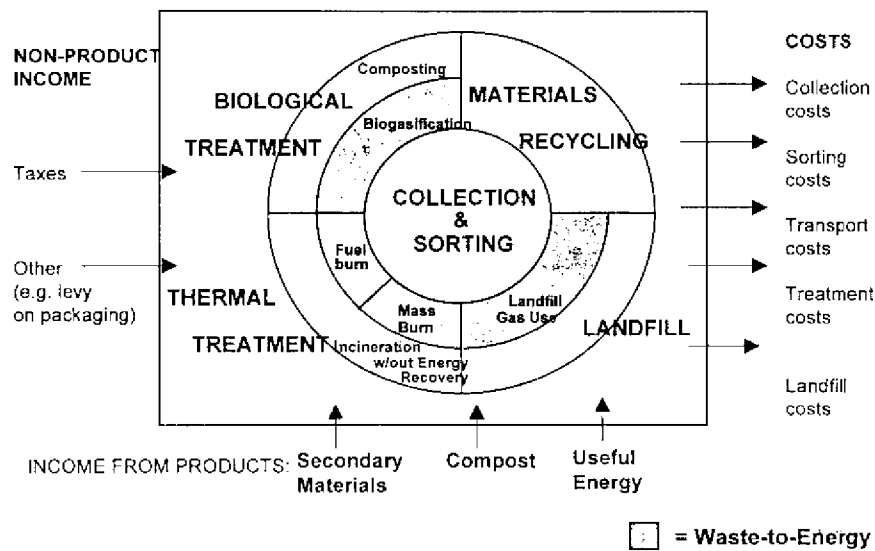 NON-PRODUCT
INCOME
Taxes
Other
(e.g. levy
on packaging)
Composting
BIOLOGICAL
TREATMENT
Biogasification
MATERIALS
RECYCLING
COLLECTION
&
SORTING
Fuel
burn
Mass
Burn
THERMAL
TREATMENT
Incineration
w/out Energy
Recovery
Landfill
Gas Use
LANDFILL
COSTS
Collection
costs
Sorting
costs
Transport
costs
Treatment
costs
Landfill
costs
INCOME FROM PRODUCTS:
Secondary
Materials
Compost
Useful
Energy
= Waste-to-Energy